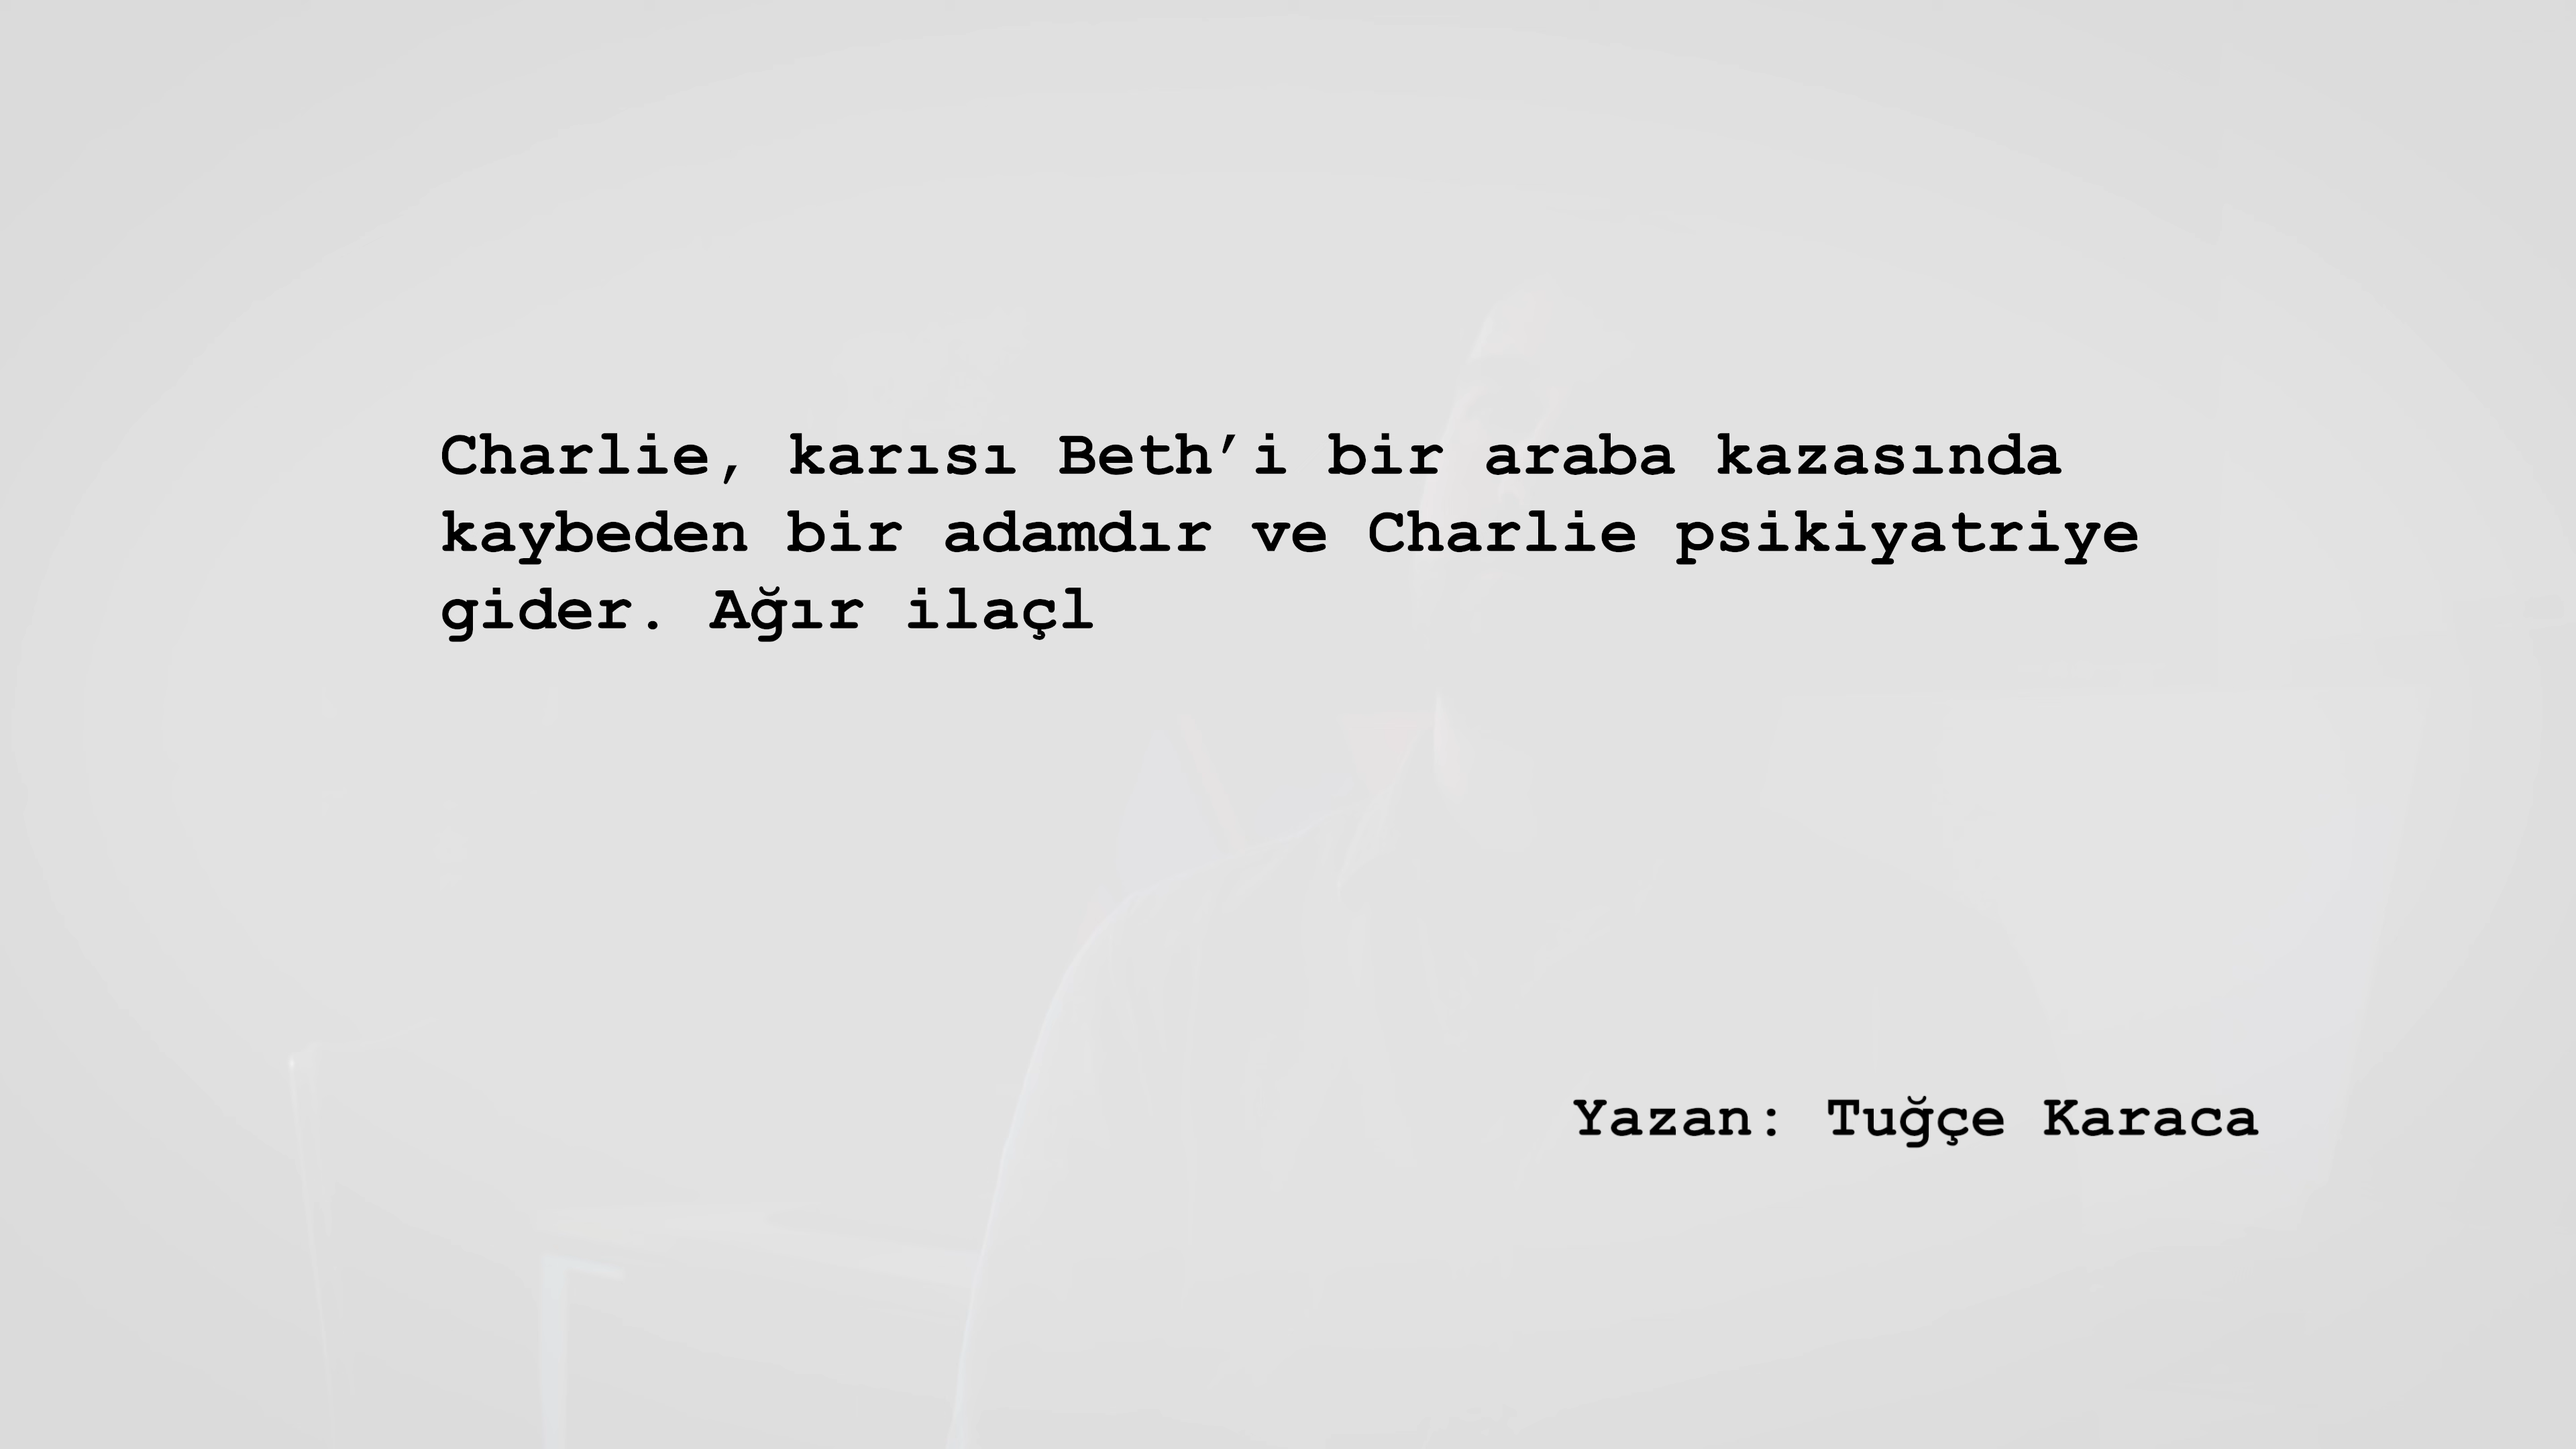 Charlie, karısı Beth’i bir araba kazasında
kaybeden bir adamdır ve Charlie psikiyatriye
gider. Ağır ilaçl
Yazan: Tuğçe Karaca